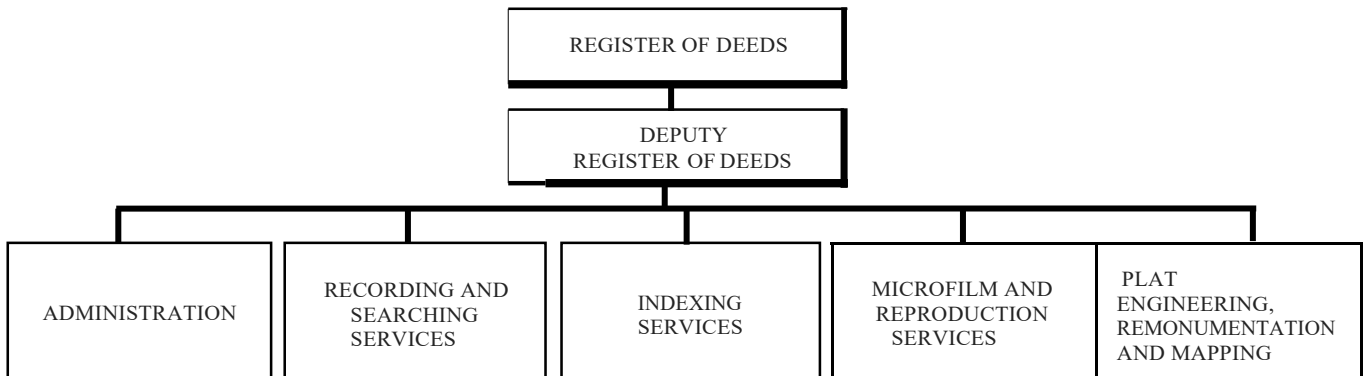 REGISTER OF DEEDS
DEPUTY
REGISTER OF DEEDS
ADMINISTRATION
RECORDING AND
SEARCHING
SERVICES
INDEXING
SERVICES
MICROFILM AND
REPRODUCTION
SERVICES
PLAT
ENGINEERING,
REMONUMENTATION
AND MAPPING